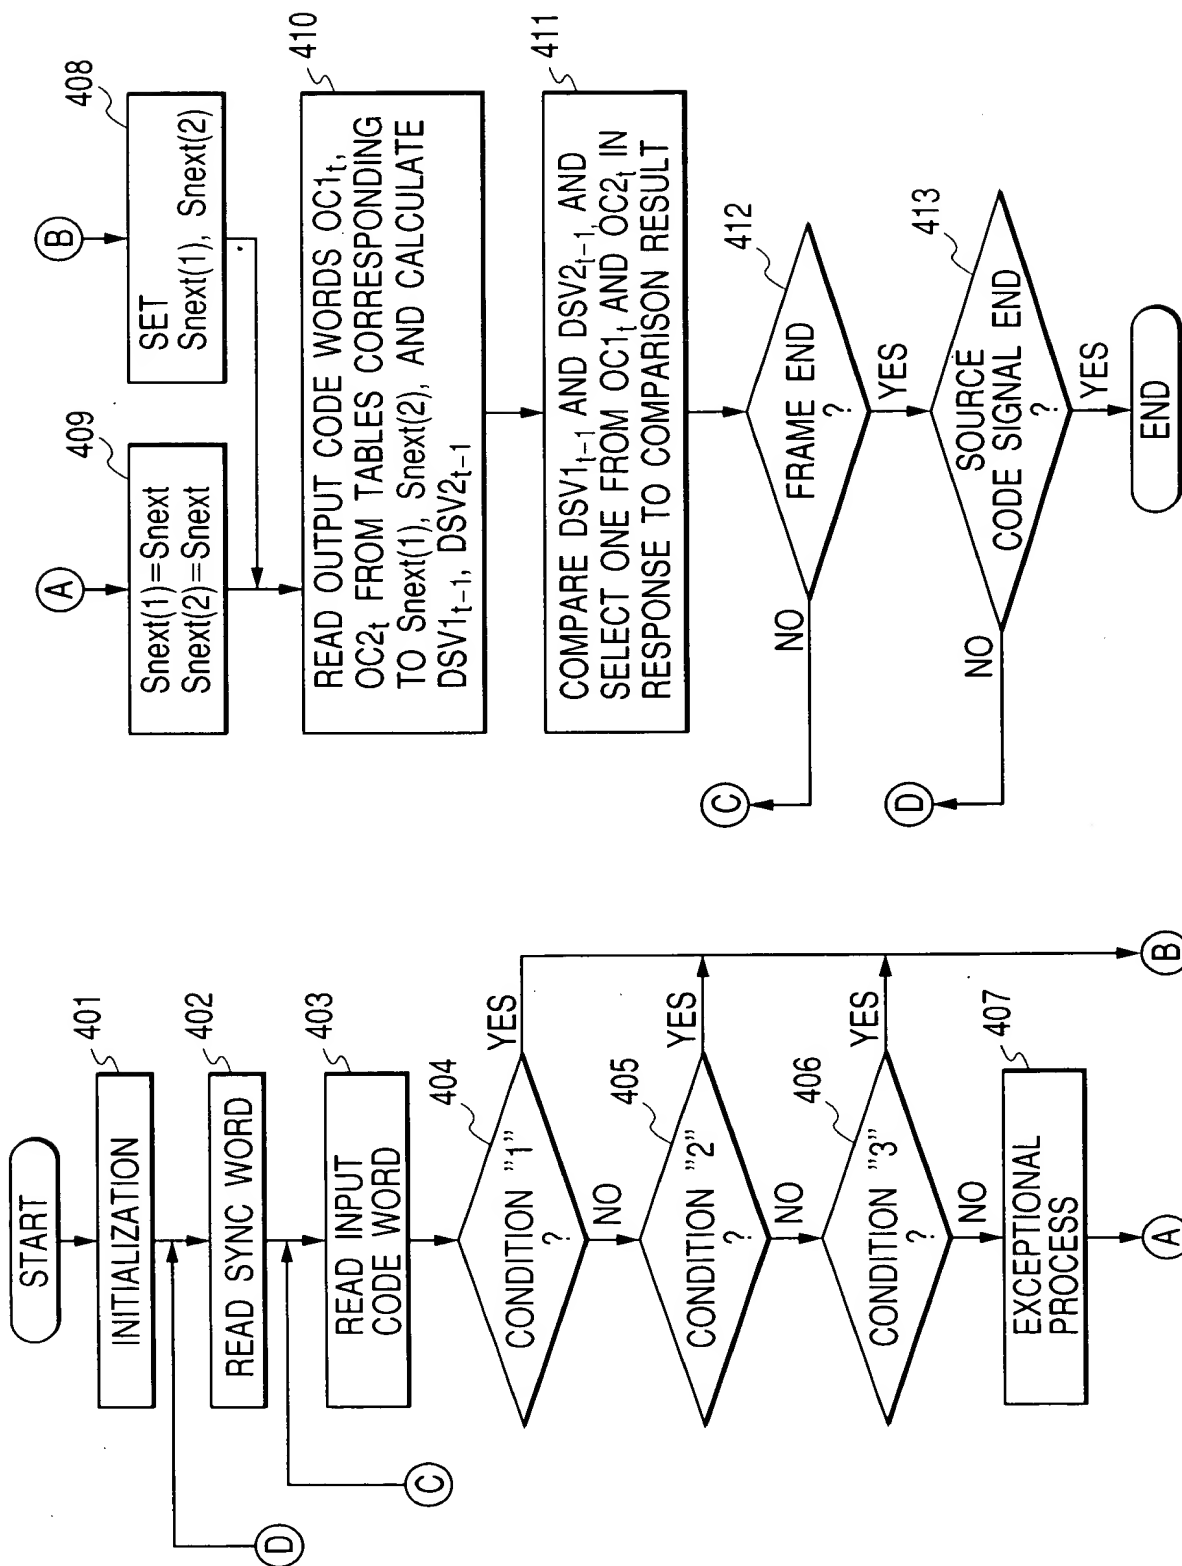 START
401
INITIALIZATION
402
READ SYNC WORD
403
READ INPUT
CODE WORD
404
CONDITION "1"
?
YES
NO
405
CONDITION "2"
?
YES
NO
406
CONDITION "3"
?
YES
NO
407
EXCEPTIONAL
PROCESS
A
B
C
D
A
B
409
Snext(1)=Snext
Snext(2)=Snext
408
SET
Snext(1), Snext(2)
410
READ OUTPUT CODE WORDS OC1t,
OC2t FROM TABLES CORRESPONDING
TO Snext(1), Snext(2), AND CALCULATE
DSV1t-1, DSV2t-1
411
COMPARE DSV1t-1 AND DSV2t-1, AND
SELECT ONE FROM OC1t AND OC2t IN
RESPONSE TO COMPARISON RESULT
412
FRAME END
?
NO
YES
C
413
SOURCE
CODE SIGNAL END
?
NO
YES
D
END